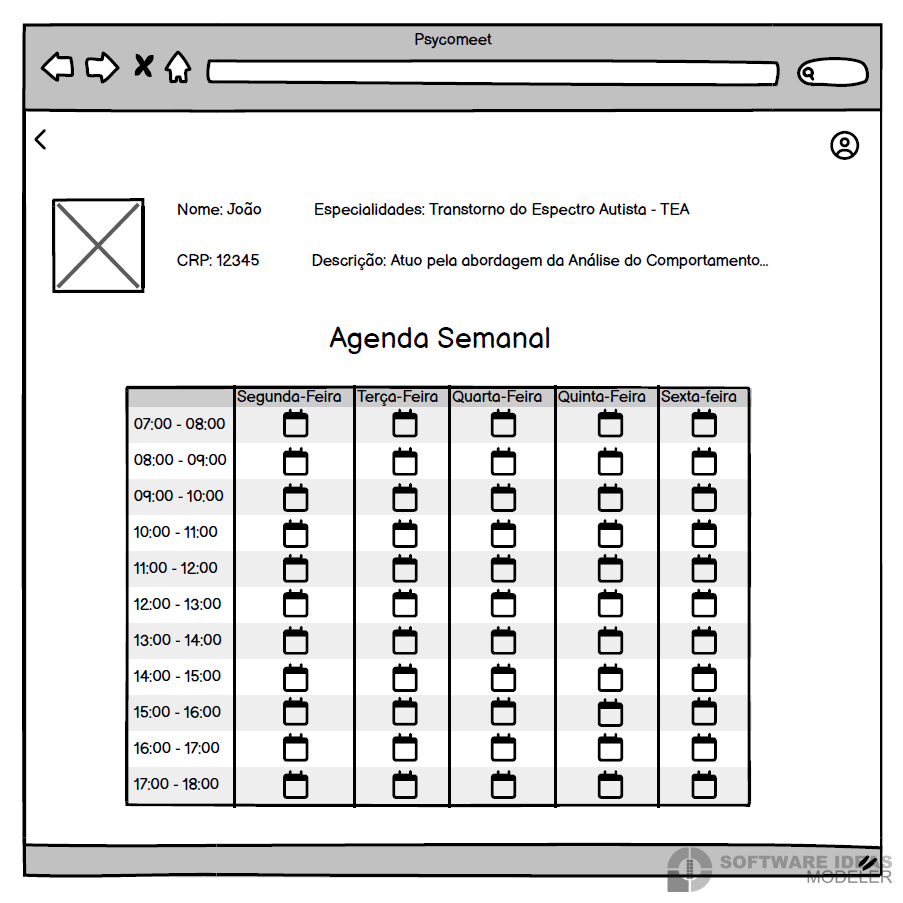 Psycomeet
Nome: João Especialidades: Transtorno do Espectro Autista - TEA
CRP: 12345 Descrição: Atuo pela abordagem da Análise do Comportamento...
Agenda Semanal
Segunda-Feira Terça-Feira Quarta-Feira Quinta-Feira Sexta-feira
07:00 - 08:00
08:00 - 09:00
09:00 - 10:00
10:00 - 11:00
11:00 - 12:00
12:00 - 13:00
13:00 - 14:00
14:00 - 15:00
15:00 - 16:00
16:00 - 17:00
17:00 - 18:00
SOFTWARE IDEAS
MODELER